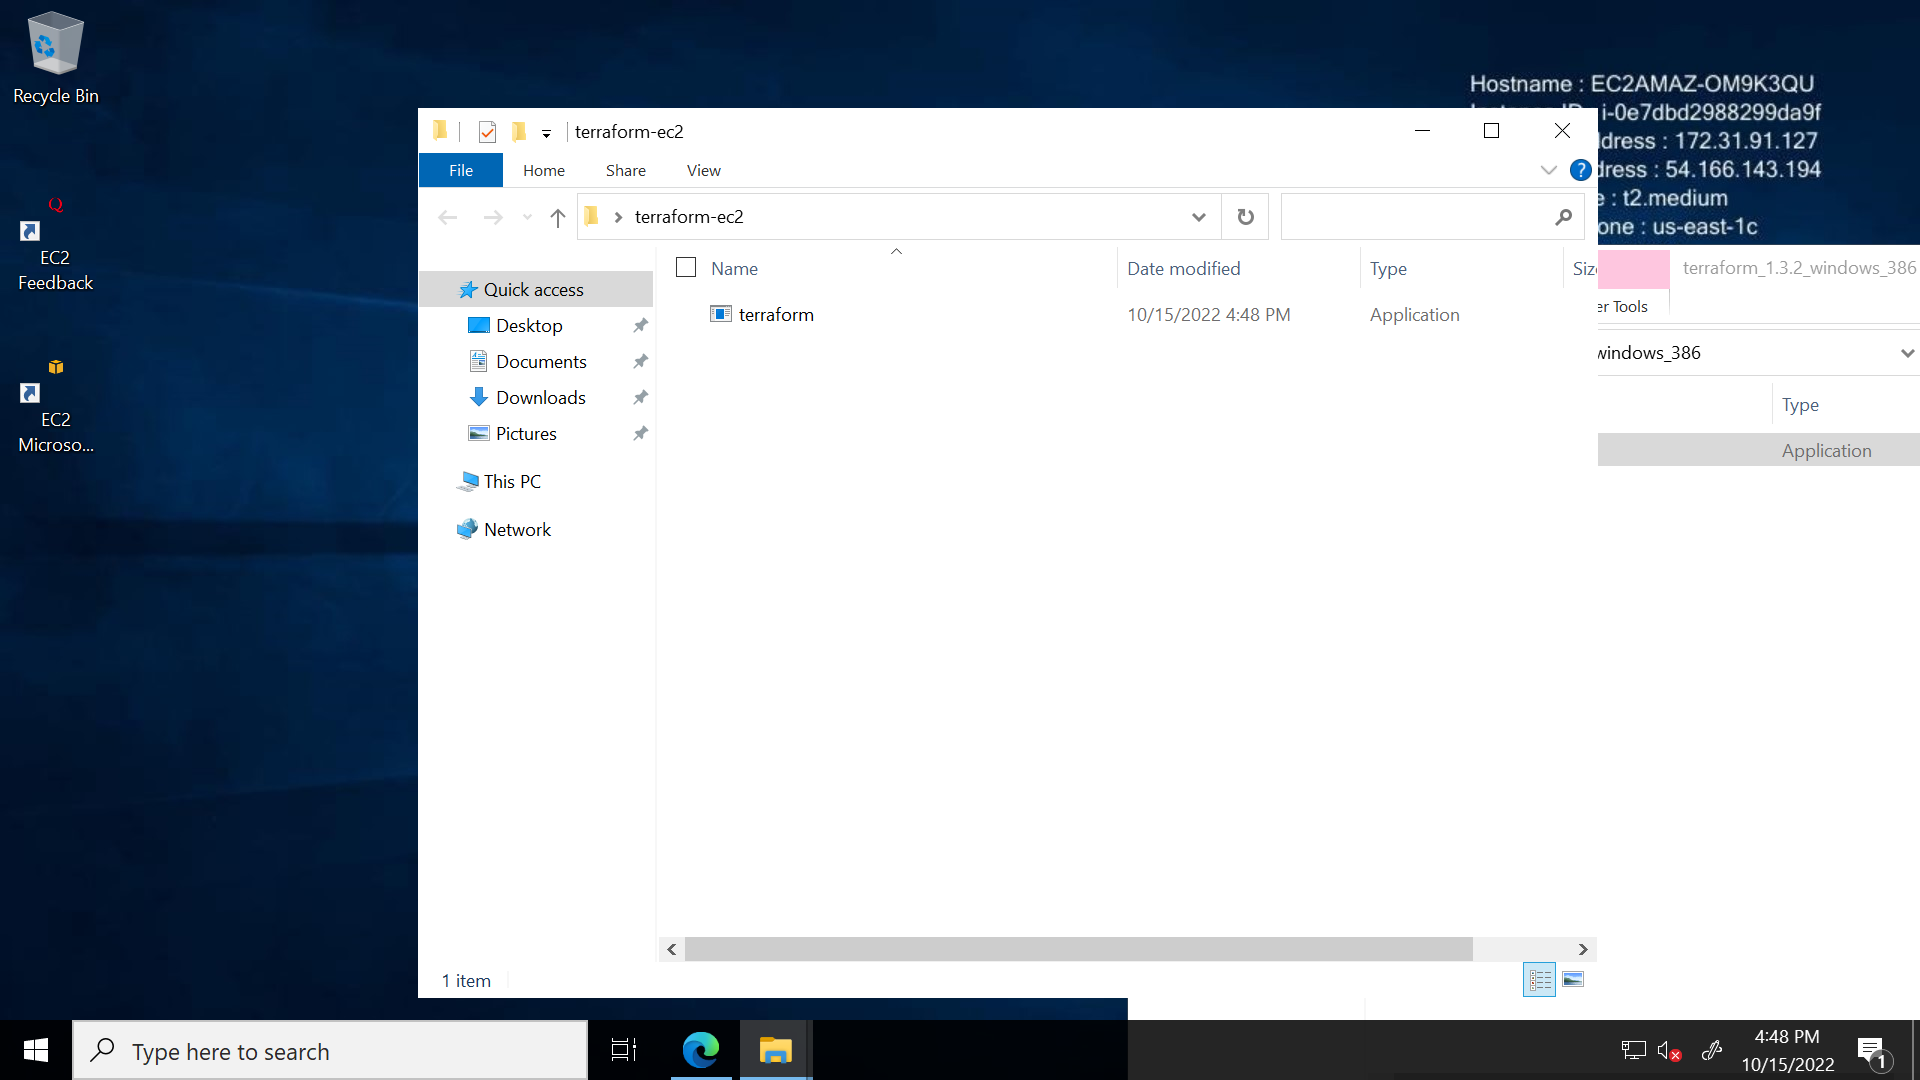 Recycle Bin
EC2
Feedback
EC2
Microso...
Hostname : EC2AMAZ-OM9K3QU
i-0e7dbd2988299da9f
ddress : 172.31.91.127
dress : 54.166.143.194
e : t2.medium
one : us-east-1c
terraform-ec2
File
Home
Share
View
?
terraform-ec2
Name
Date modified
Type
Size
terraform
10/15/2022 4:48 PM
Application
Quick access
Desktop
Documents
Downloads
Pictures
This PC
Network
1 item
terraform_1.3.2_windows_386
er Tools
windows_386
Type
Application
Type here to search
4:48 PM
10/15/2022
1